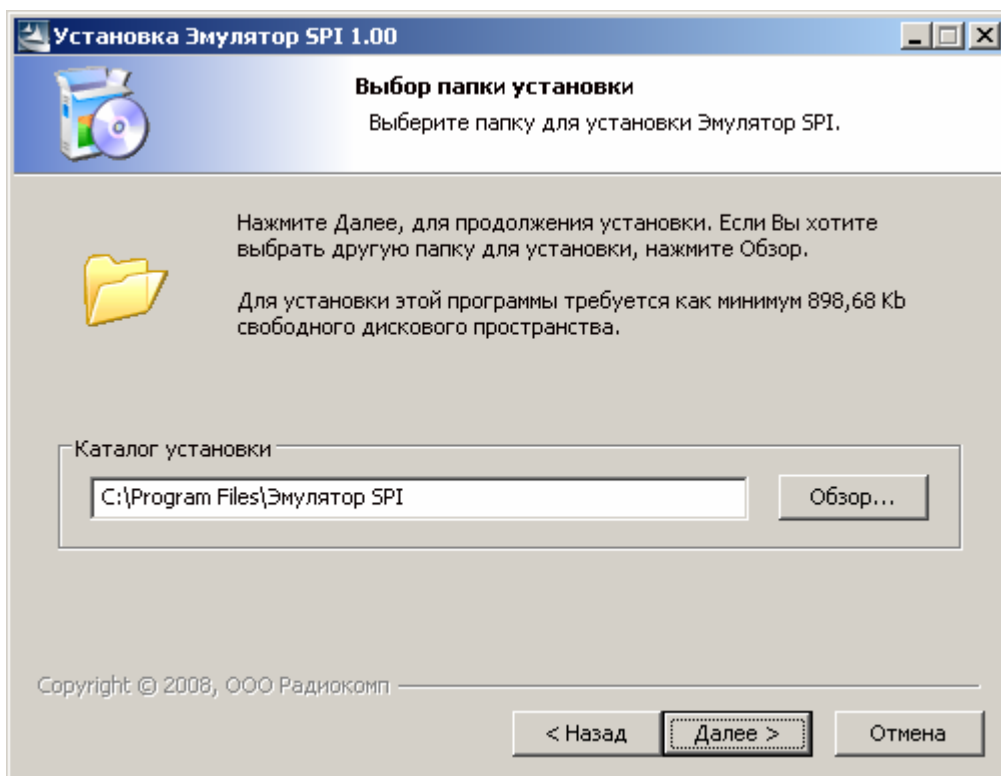 Установка Эмулятор SPI 1.00
Выбор папки установки
Выберите папку для установки Эмулятор SPI.
Нажмите Далее, для продолжения установки. Если Вы хотите
выбрать другую папку для установки, нажмите Обзор.
Для установки этой программы требуется как минимум 898,68 Kb
свободного дискового пространства.
Каталог установки
C:\Program Files\Эмулятор SPI
Обзор...
Copyright © 2008, ООО Радиокомп
< Назад
Далее >
Отмена